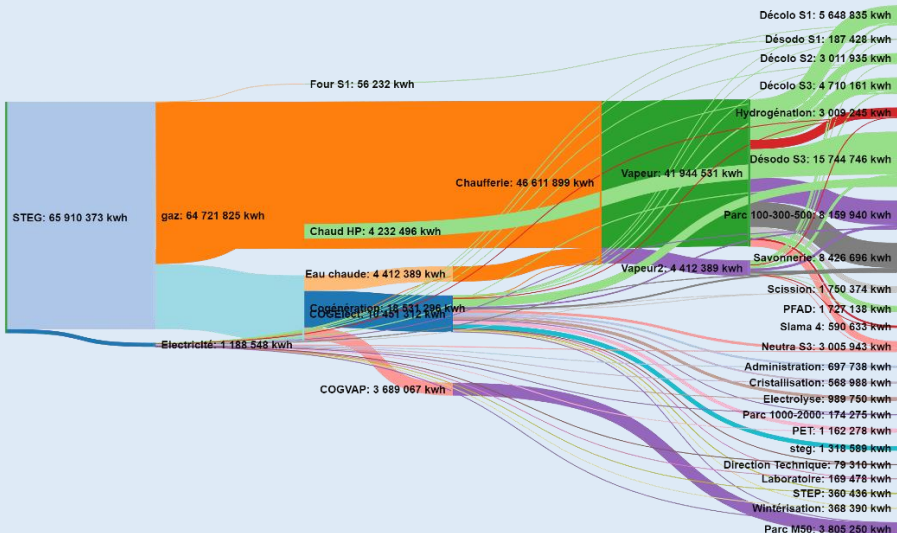 STEG: 65 910 373 kwh
gaz: 64 721 825 kwh
Electricité: 1 188 548 kwh
Four S1: 56 232 kwh
Chaud HP: 4 232 496 kwh
Eau chaude: 4 412 389 kwh
COGElect: 10 451 312 kwh
COGVAP: 3 689 067 kwh
Chaufferie: 46 611 899 kwh
Vapeur: 41 944 531 kwh
Vapeur2: 4 412 389 kwh
Décolo S1: 5 648 835 kwh
Désodo S1: 187 428 kwh
Décolo S2: 3 011 935 kwh
Décolo S3: 4 710 161 kwh
Hydrogénation: 3 009 245 kwh
Désodo S3: 15 744 746 kwh
Parc 100-300-500: 8 159 940 kwh
Savonnerie: 8 426 696 kwh
Scission: 1 750 374 kwh
PFAD: 1 727 138 kwh
Slama 4: 590 633 kwh
Neutra S3: 3 005 943 kwh
Administration: 697 738 kwh
Cristallisation: 568 988 kwh
Electrolyse: 989 750 kwh
Parc 1000-2000: 174 275 kwh
PET: 1 162 278 kwh
steg: 1 318 589 kwh
Direction Technique: 79 310 kwh
Laboratoire: 169 478 kwh
STEP: 360 436 kwh
Wintérisation: 368 390 kwh
Parc M50: 3 805 250 kwh